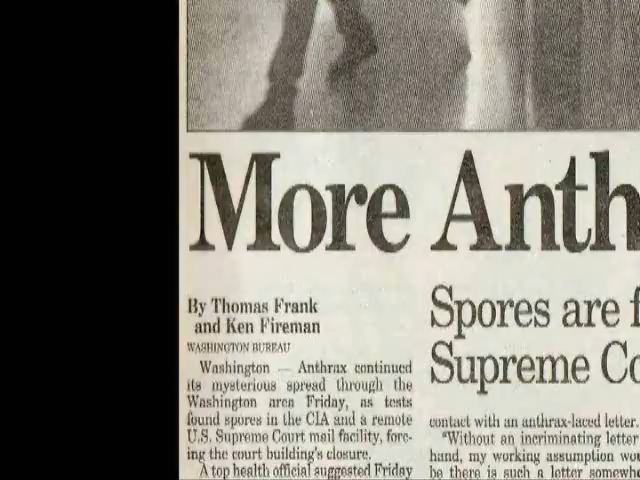 More Anth
By Thomas Frank
and Ken Fireman
WASHINGTON BUREAU
Washington — Anthrax continued
its mysterious spread through the
Washington area Friday, as tests
found spores in the CIA and a remote
U.S. Supreme Court mail facility, forc-
ing the court building's closure.
A top health official suggested Friday
Spores are f
Supreme Co
contact with an anthrax-laced letter.
"Without an incriminating letter
hand, my working assumption wou
be there is such a letter somewhe